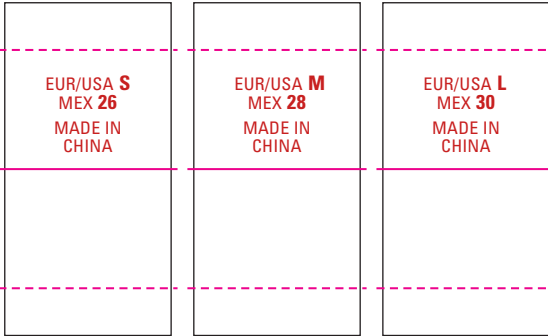 EUR/USA S
MEX 26
MADE IN
CHINA
EUR/USA M
MEX 28
MADE IN
CHINA
EUR/USA L
MEX 30
MADE IN
CHINA